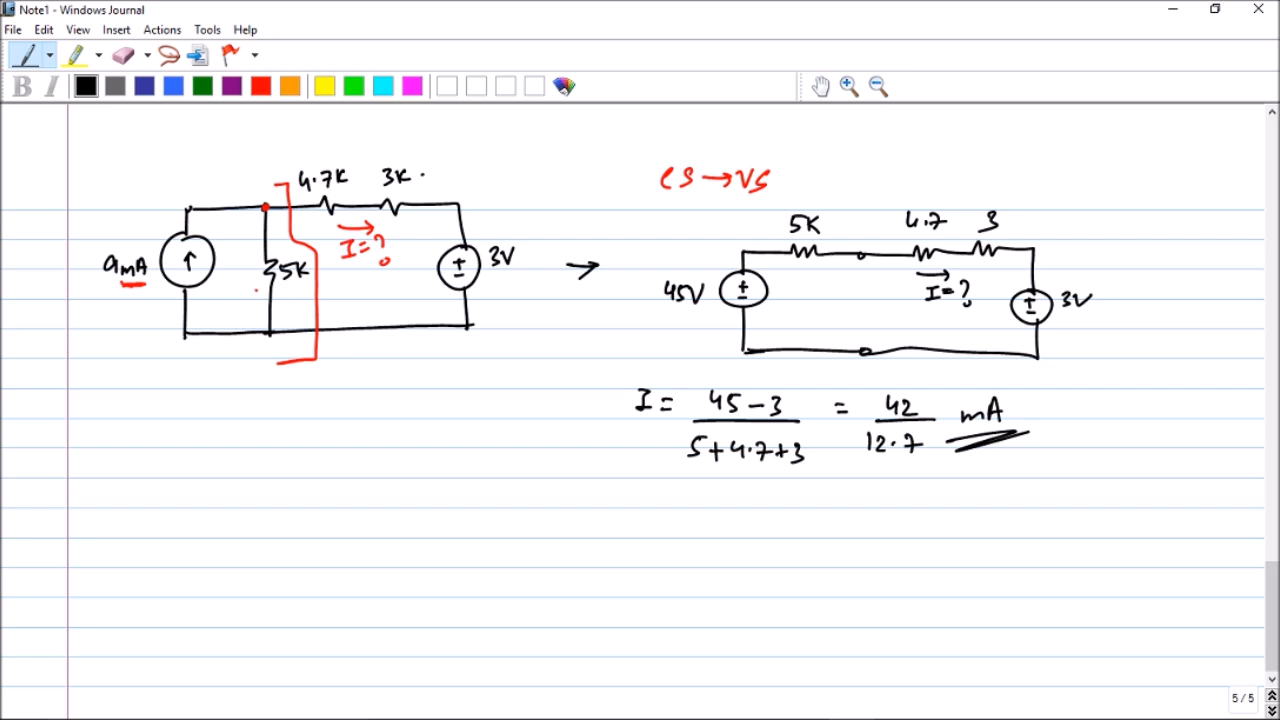 Note1 - Windows Journal
File Edit View Insert Actions Tools Help
B I
4.7K 3K
I=?
9mA
5K
3V
CS→VS
5K 4.7 3
45V
I=?
3V
I = 45-3 / 5+4.7+3 = 42 / 12.7 mA
5/5